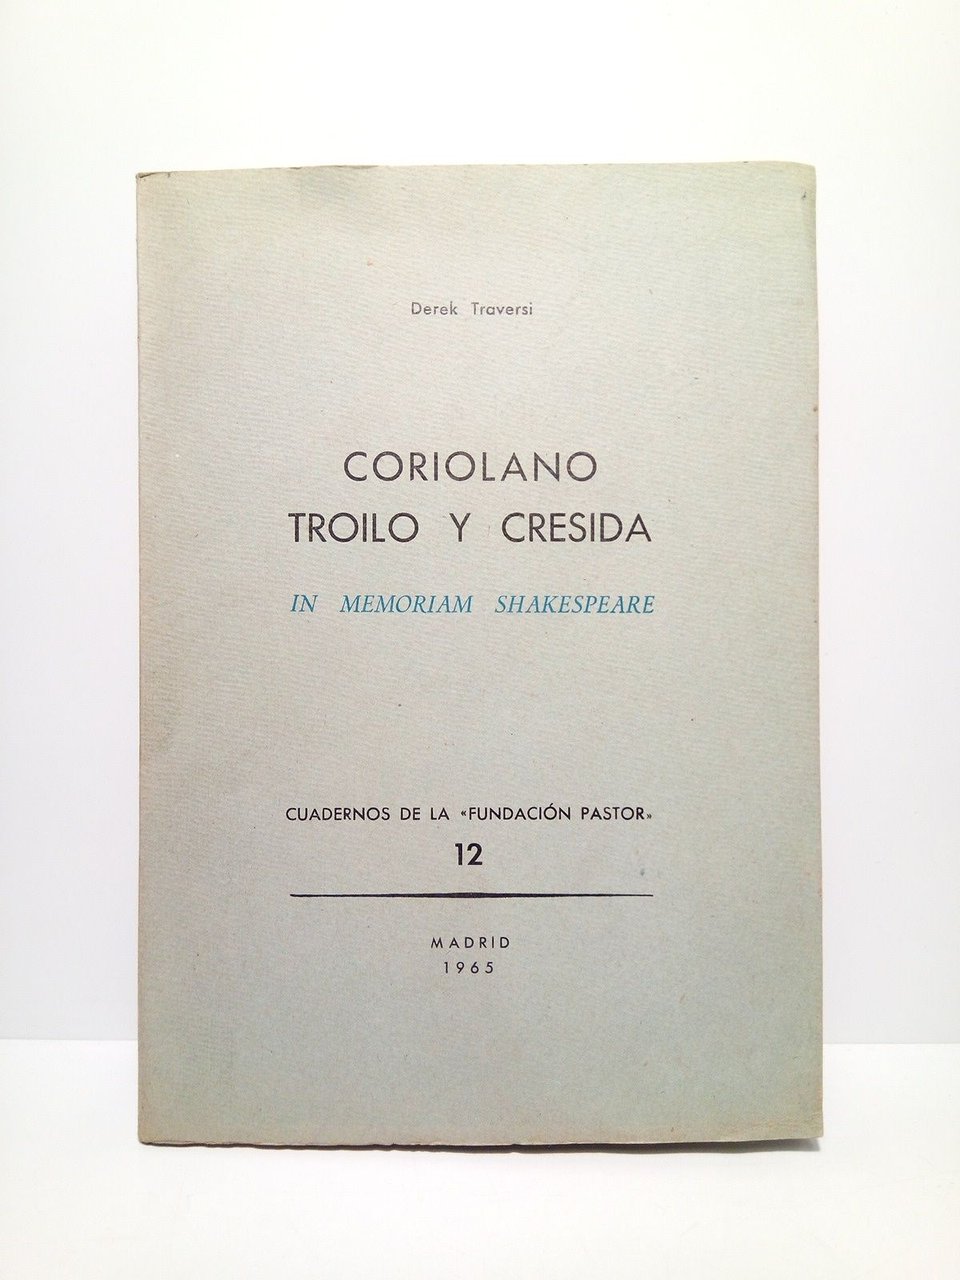 Derek Traversi
CORIOLANO
TROILO Y CRESIDA
IN MEMORIAM SHAKESPEARE
CUADERNOS DE LA «FUNDACIÓN PASTOR»
12
MADRID
1965